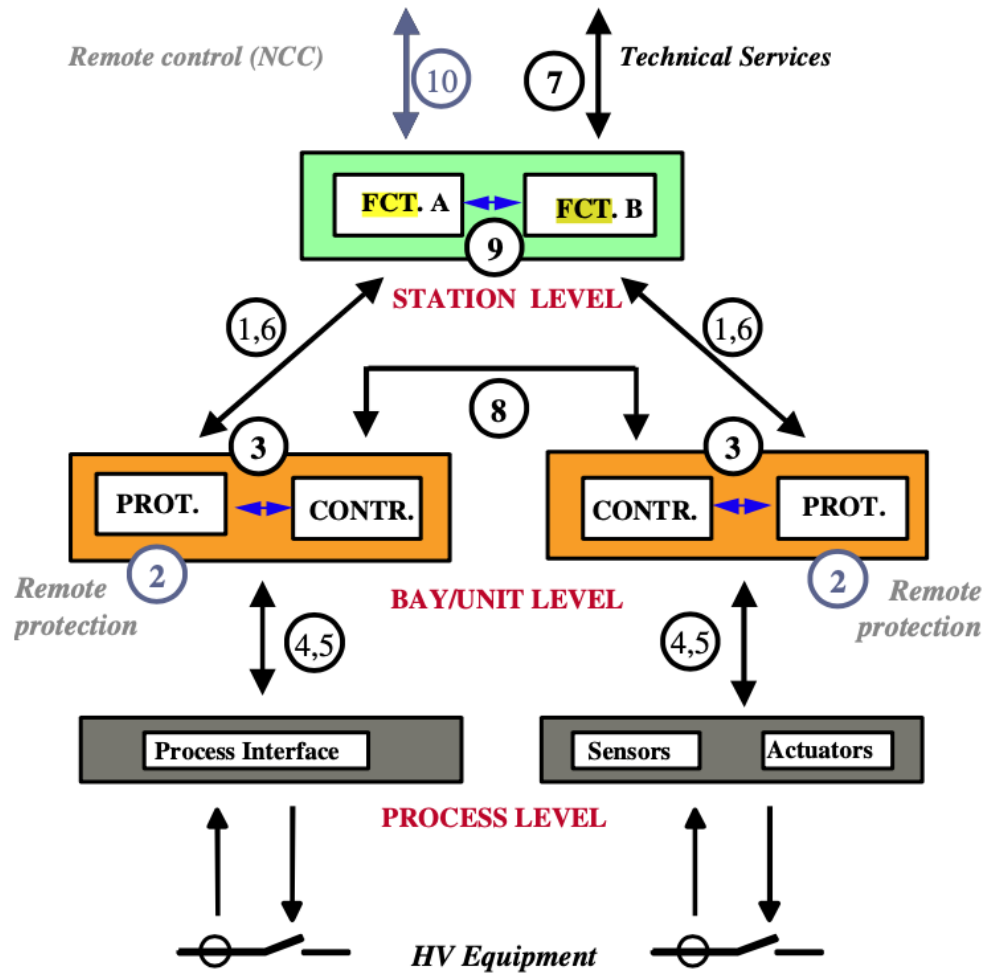 Remote control (NCC)
10
7
Technical Services
FCT. A
FCT. B
9
STATION LEVEL
1,6
1,6
8
3
3
PROT.
CONTR.
CONTR.
PROT.
2
2
Remote
protection
BAY/UNIT LEVEL
Remote
protection
4,5
4,5
Process Interface
Sensors
Actuators
PROCESS LEVEL
HV Equipment